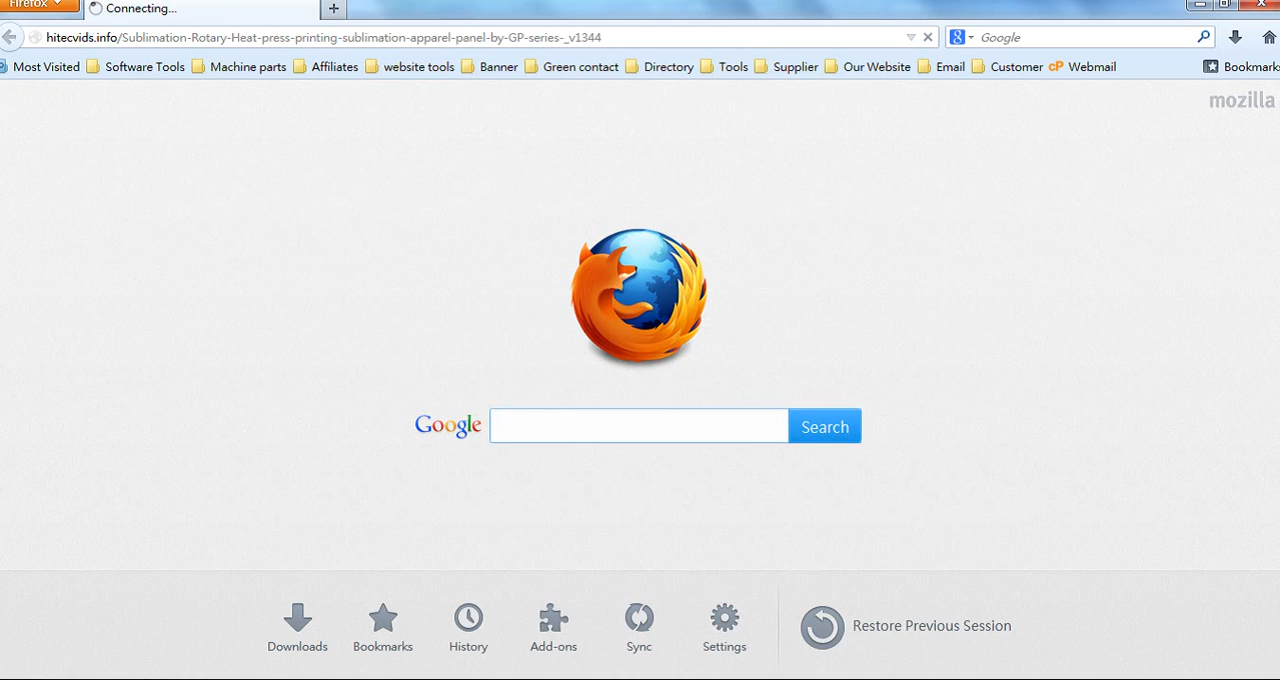 Firefox
Connecting...
+
hitecvids.info/Sublimation-Rotary-Heat-press-printing-sublimation-apparel-panel-by-GP-series-_v1344
Google
Most Visited Software Tools Machine parts Affiliates website tools Banner Green contact Directory Tools Supplier Our Website Email Customer cP Webmail Bookmarks
mozilla
Google Search
Downloads Bookmarks History Add-ons Sync Settings Restore Previous Session